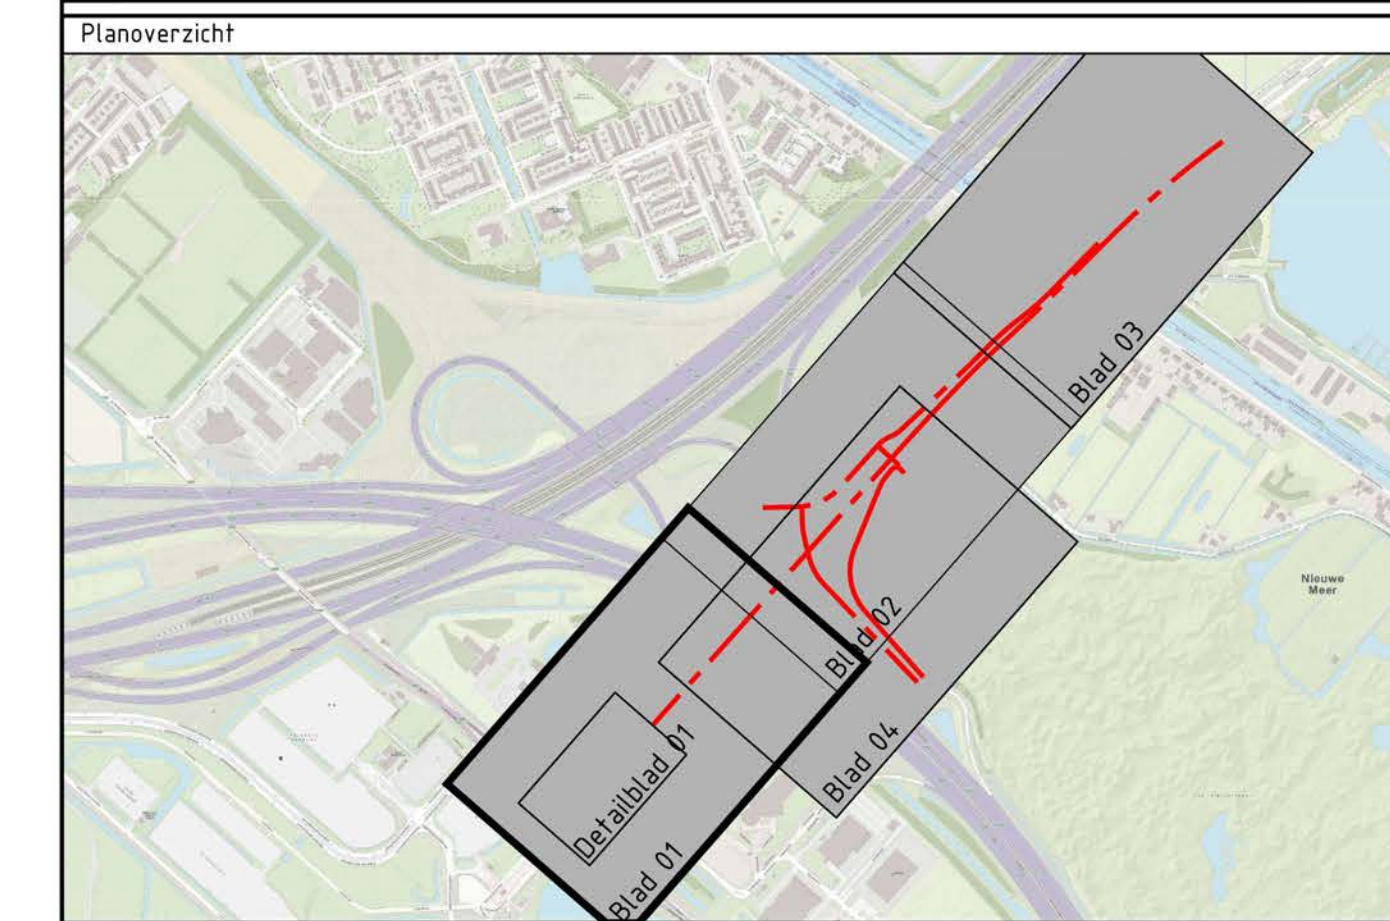 Planoverzicht
Blad 03
Nieuwe
Meer
Blad 02
Detailblad 01
Blad 04
Blad 01